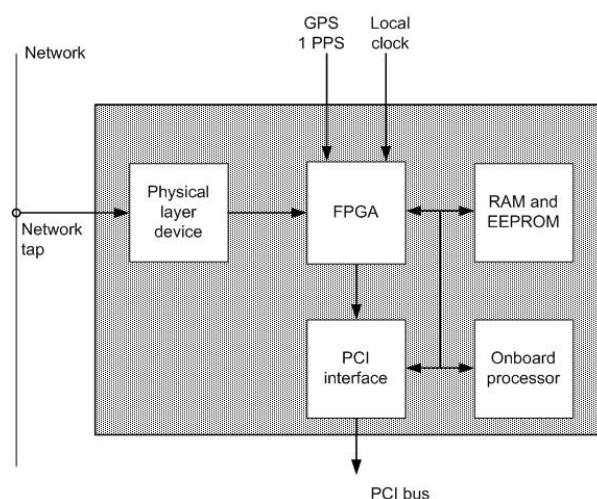 GPS
1 PPS
Local
clock
Network
Physical
layer
device
FPGA
RAM and
EEPROM
Network
tap
PCI
interface
Onboard
processor
PCI bus